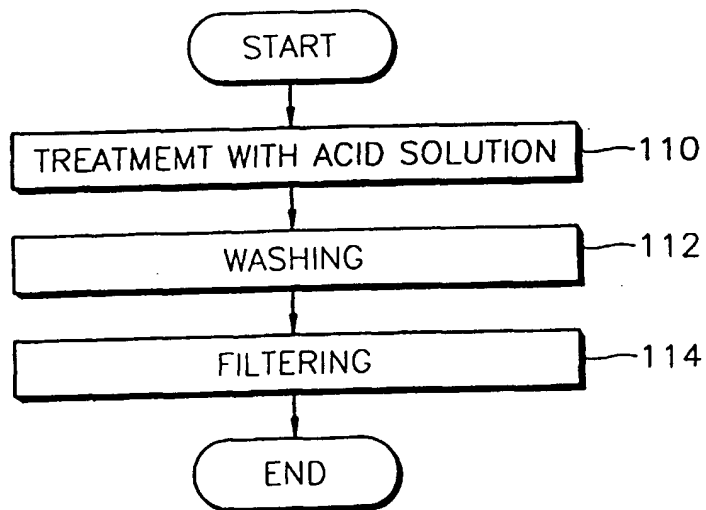 START
TREATMEMT WITH ACID SOLUTION 110
WASHING 112
FILTERING 114
END